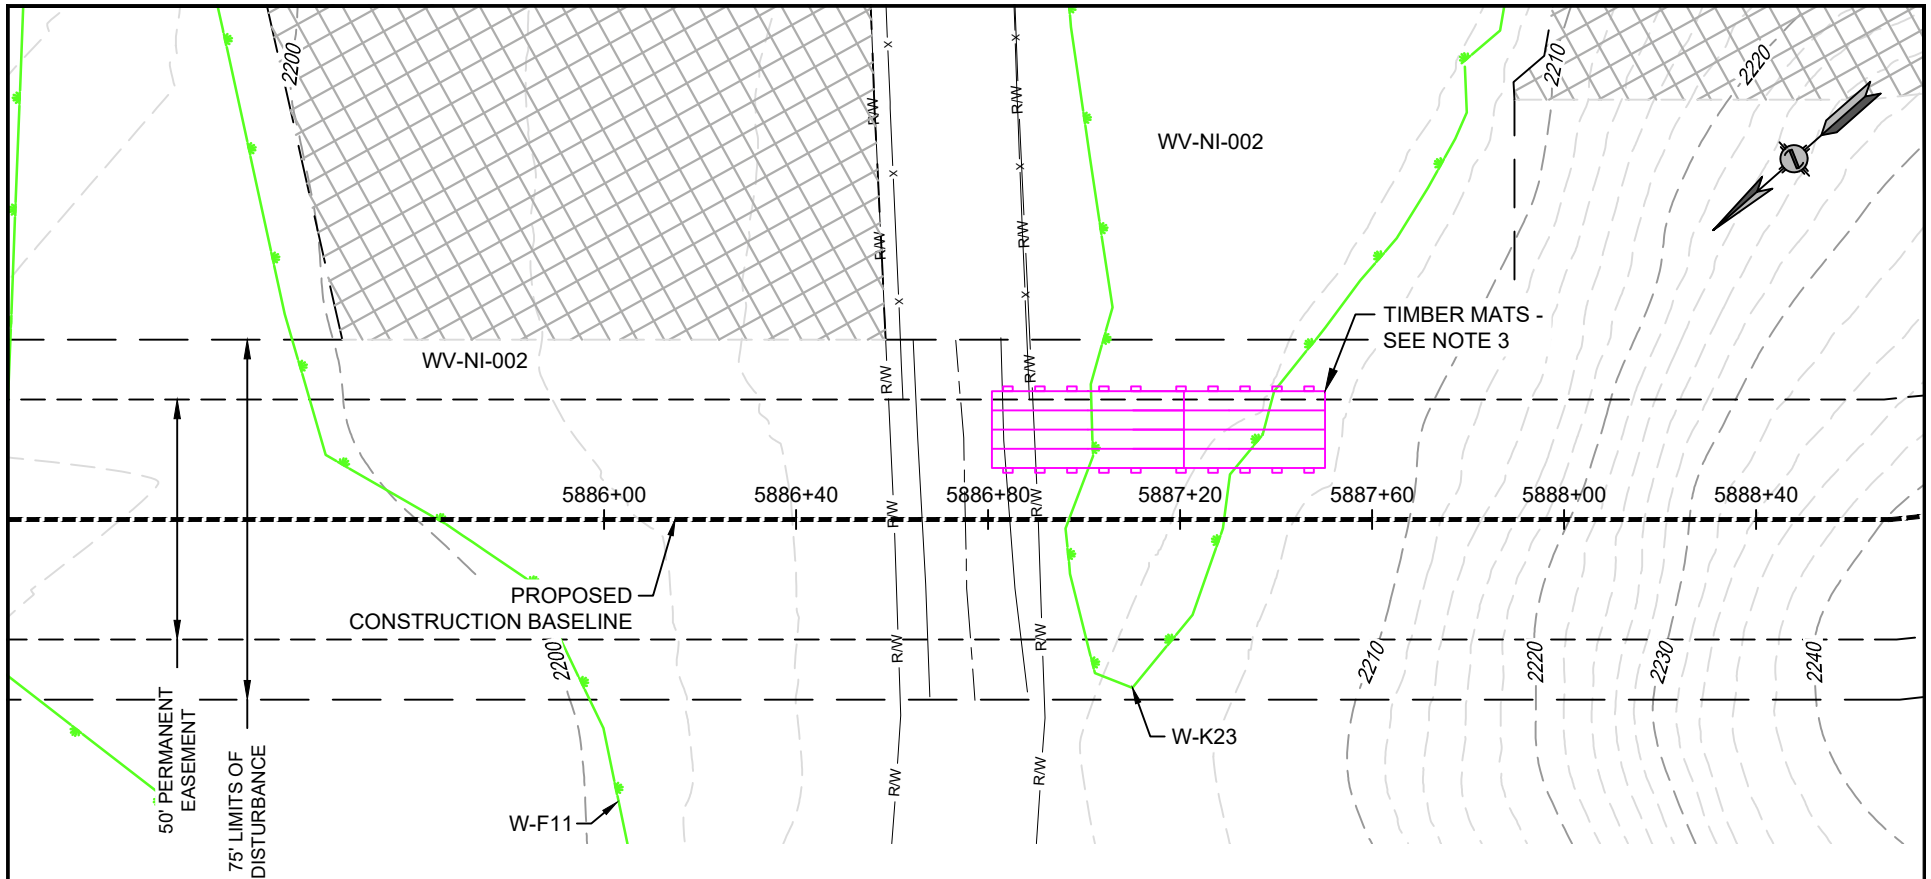 2200
2210
2220
R/W
R/W
X
X
R/W
X
X
WV-NI-002
R/W
R/W
X
X
TIMBER MATS -
SEE NOTE 3
WV-NI-002
R/W
R/W
5886+00
5886+40
5886+80
5887+20
5887+60
5888+00
5888+40
R/W
R/W
PROPOSED
CONSTRUCTION BASELINE
2200
R/W
R/W
2210
2220
2230
2240
50' PERMANENT
EASEMENT
75' LIMITS OF
DISTURBANCE
W-K23
R/W
R/W
W-F11